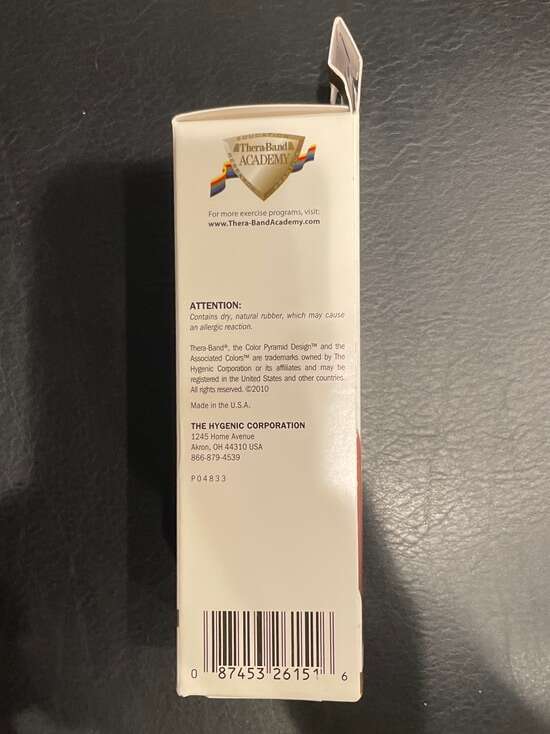 EDUCATION
Thera-Band
ACADEMY
For more exercise programs, visit:
www.Thera-BandAcademy.com
ATTENTION:
Contains dry, natural rubber, which may cause
an allergic reaction.
Thera-Band®, the Color Pyramid Design™ and the
Associated Colors™ are trademarks owned by The
Hygenic Corporation or its affiliates and may be
registered in the United States and other countries.
All rights reserved. ©2010
Made in the U.S.A.
THE HYGENIC CORPORATION
1245 Home Avenue
Akron, OH 44310 USA
866-879-4539
P04833
0 87453 26151 6